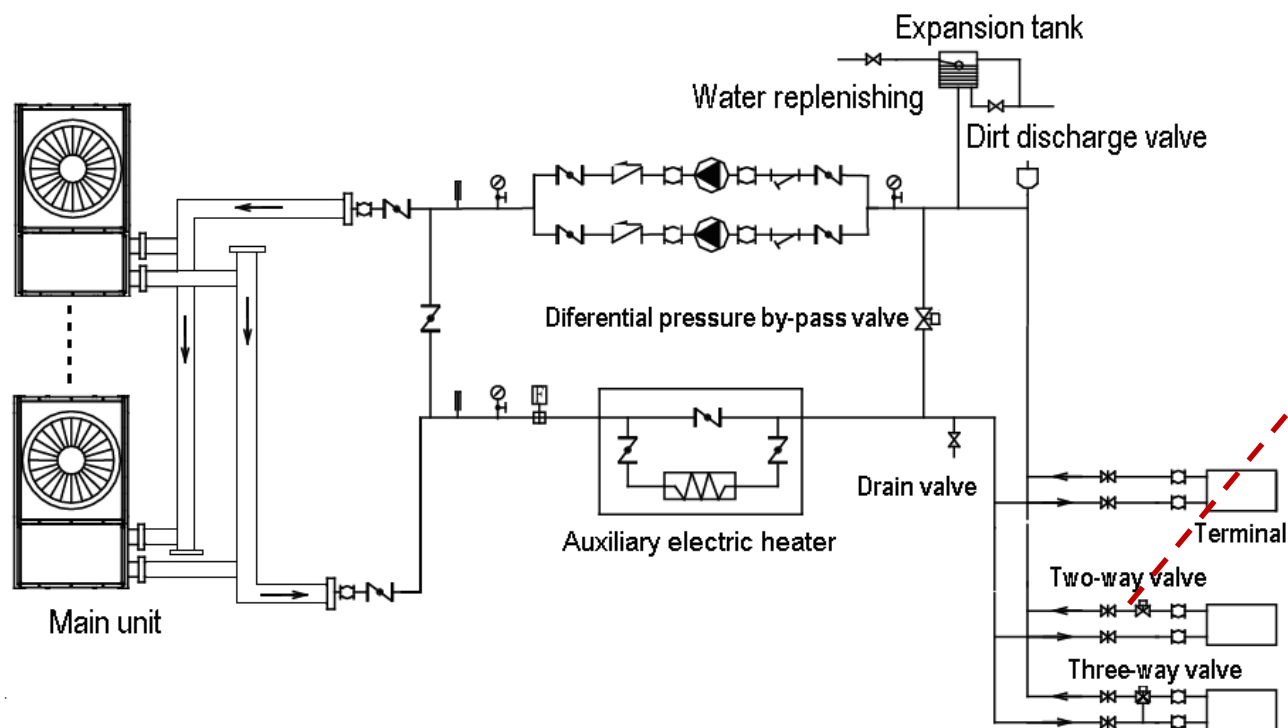 Expansion tank
Water replenishing
Dirt discharge valve
Diferential pressure by-pass valve
F
Drain valve
Auxiliary electric heater
Terminal
Two-way valve
Main unit
Three-way valve